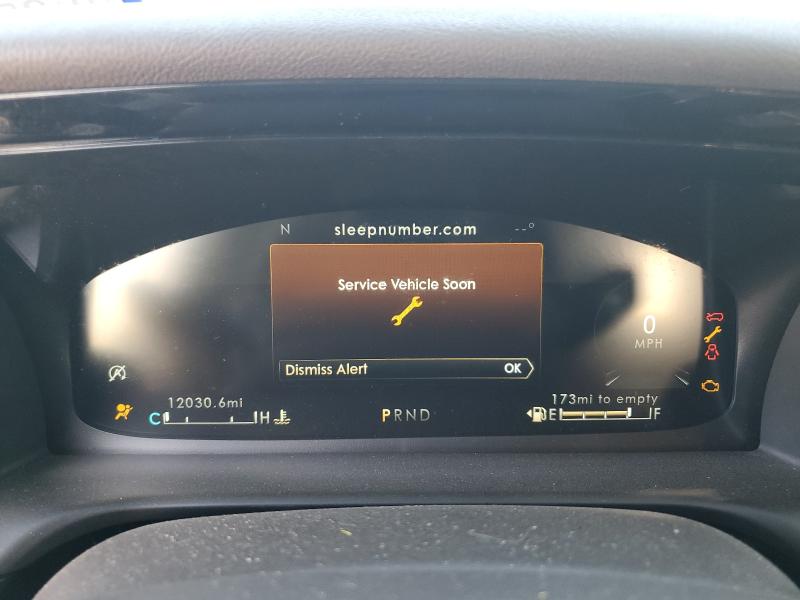 N sleepnumber.com --°
Service Vehicle Soon
Dismiss Alert OK
0
MPH
12030.6mi
C H
PRND
173mi to empty
E F